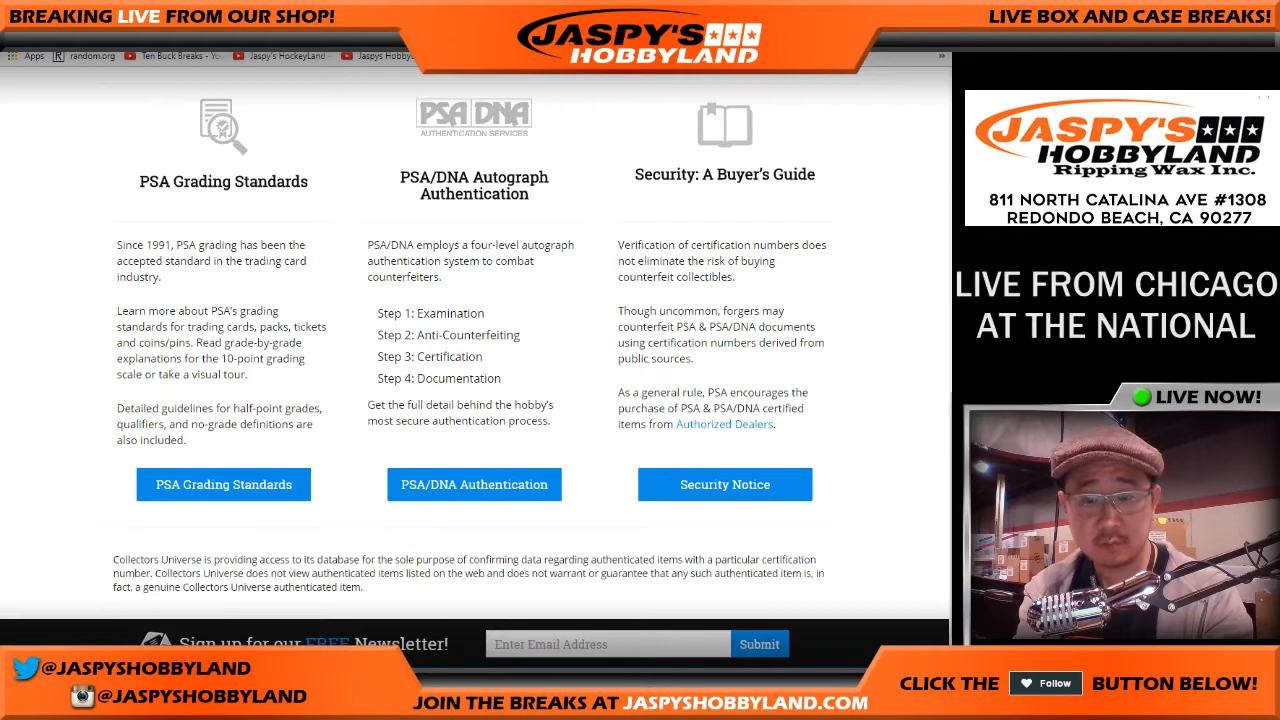 BREAKING LIVE FROM OUR SHOP!
JASPY'S
HOBBYLAND
LIVE BOX AND CASE BREAKS!
Apps
random.org
Ten Buck Breaks - Yo
Jaspy's HockeyLand
Jaspys Hobby
»
PSA Grading Standards
Since 1991, PSA grading has been the
accepted standard in the trading card
industry.
Learn more about PSA's grading
standards for trading cards, packs, tickets
and coins/pins. Read grade-by-grade
explanations for the 10-point grading
scale or take a visual tour.
Detailed guidelines for half-point grades,
qualifiers, and no-grade definitions are
also included.
PSA Grading Standards
PSA DNA
AUTHENTICATION SERVICES
PSA/DNA Autograph
Authentication
PSA/DNA employs a four-level autograph
authentication system to combat
counterfeiters.
Step 1: Examination
Step 2: Anti-Counterfeiting
Step 3: Certification
Step 4: Documentation
Get the full detail behind the hobby's
most secure authentication process.
PSA/DNA Authentication
Security: A Buyer's Guide
Verification of certification numbers does
not eliminate the risk of buying
counterfeit collectibles.
Though uncommon, forgers may
counterfeit PSA & PSA/DNA documents
using certification numbers derived from
public sources.
As a general rule, PSA encourages the
purchase of PSA & PSA/DNA certified
items from Authorized Dealers.
Security Notice
Collectors Universe is providing access to its database for the sole purpose of confirming data regarding authenticated items with a particular certification
number. Collectors Universe does not view authenticated items listed on the web and does not warrant or guarantee that any such authenticated item is, in
fact, a genuine Collectors Universe authenticated item.
Sign up for our FREE Newsletter!
Enter Email Address
Submit
JASPY'S
HOBBYLAND
Ripping Wax Inc.
811 NORTH CATALINA AVE #1308
REDONDO BEACH, CA 90277
LIVE FROM CHICAGO
AT THE NATIONAL
LIVE NOW!
@JASPYSHOBBYLAND
@JASPYSHOBBYLAND
JOIN THE BREAKS AT JASPYSHOBBYLAND.COM
CLICK THE Follow BUTTON BELOW!